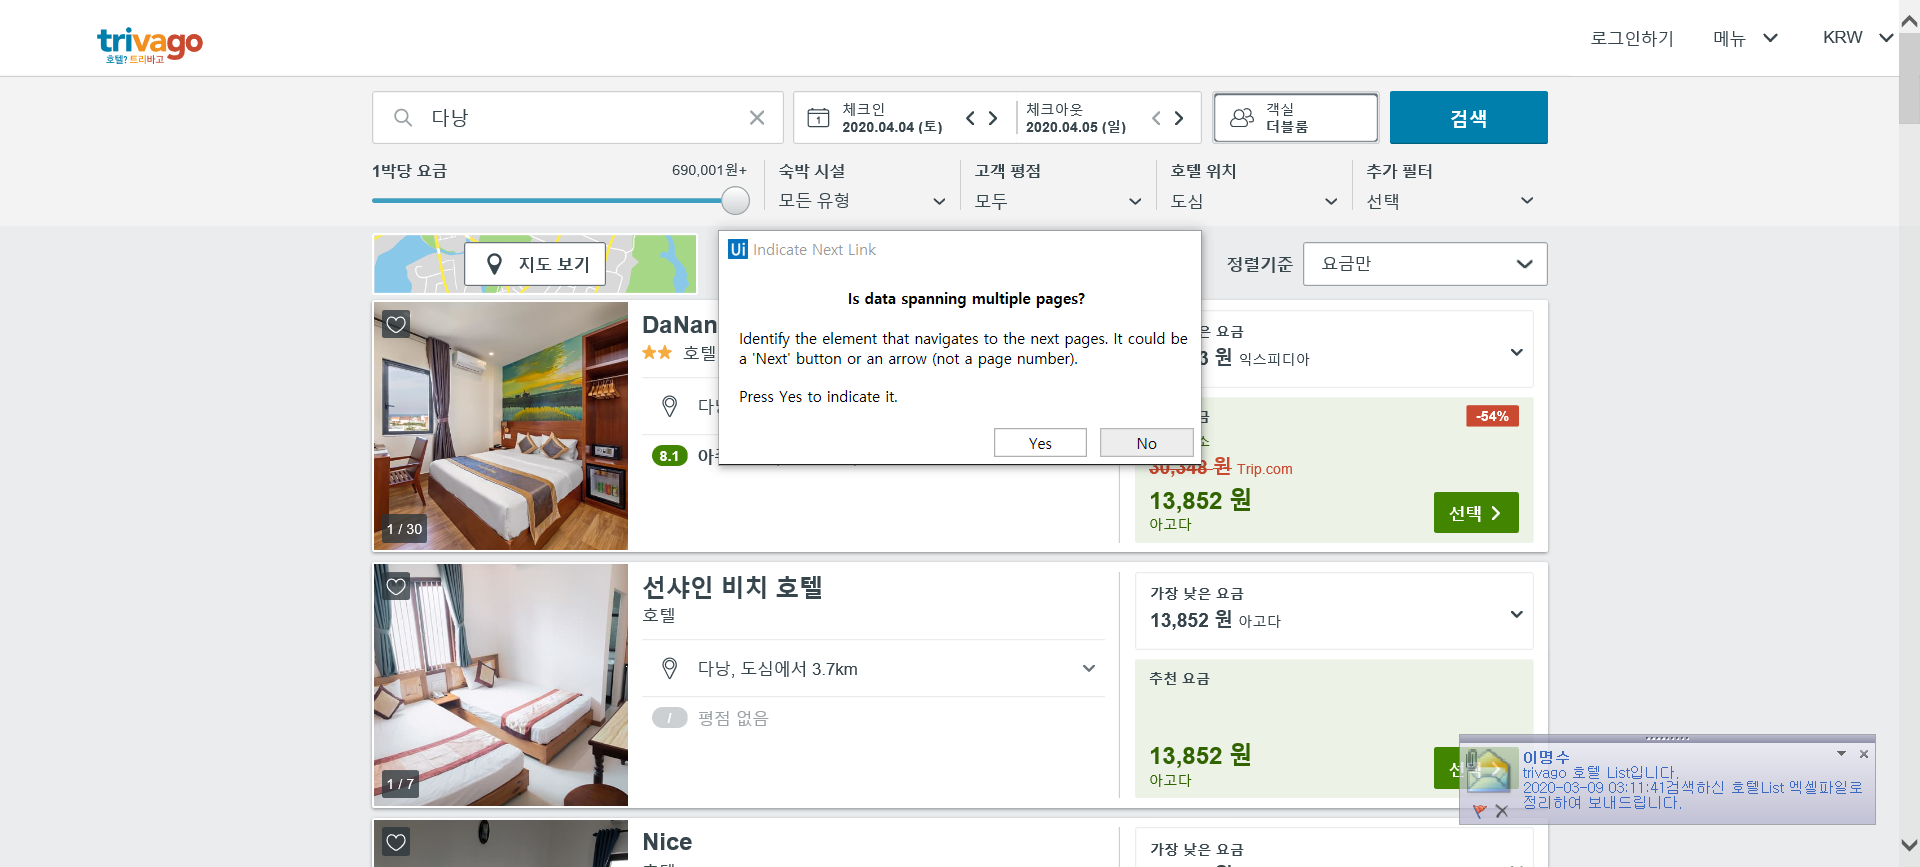 trivago
호텔? 트리바고
로그인하기
메뉴
KRW
다낭
체크인
2020.04.04 (토)
체크아웃
2020.04.05 (일)
객실
더블룸
검색
1박당 요금
690,001원+
숙박 시설
모든 유형
고객 평점
모두
호텔 위치
도심
추가 필터
선택
지도 보기
정렬기준
요금만
Ui Indicate Next Link
Is data spanning multiple pages?
Identify the element that navigates to the next pages. It could be
a 'Next' button or an arrow (not a page number).
Press Yes to indicate it.
Yes
No
1 / 30
DaNan
호텔
8.1
요금
3 원 익스피디아
-54%
30,348 원 Trip.com
13,852 원
아고다
선택
1 / 7
선샤인 비치 호텔
호텔
다낭, 도심에서 3.7km
/ 평점 없음
가장 낮은 요금
13,852 원 아고다
추천 요금
13,852 원
아고다
이명수
trivago 호텔 List입니다.
2020-03-09 03:11:41검색하신 호텔List 엑셀파일로
정리하여 보내드립니다.
Nice
가장 낮은 요금